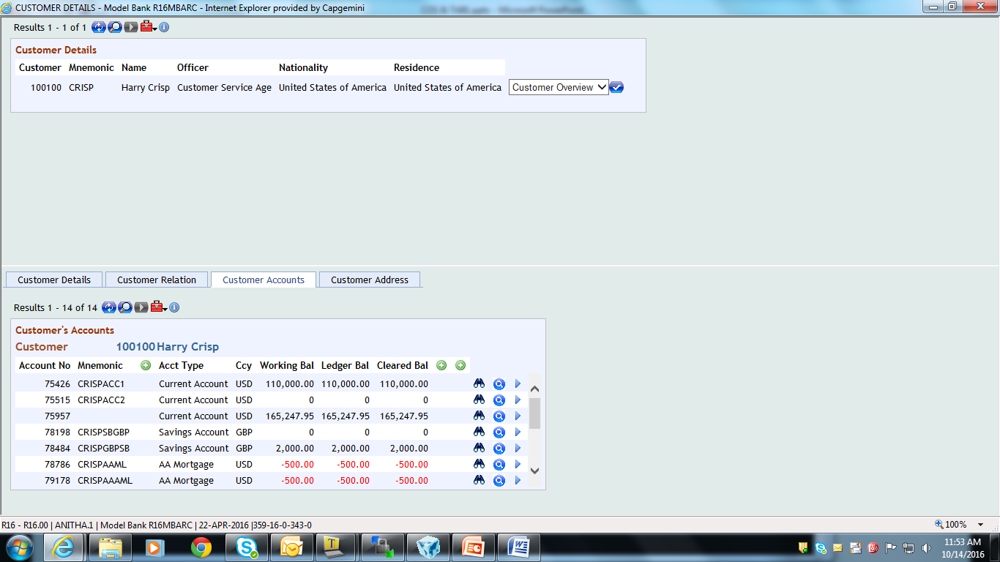 CUSTOMER DETAILS - Model Bank R16MBARC - Internet Explorer provided by Capgemini
Results 1 - 1 of 1
Customer Details
Customer Mnemonic Name Officer Nationality Residence
100100 CRISP Harry Crisp Customer Service Age United States of America United States of America Customer Overview
Customer Details Customer Relation Customer Accounts Customer Address
Results 1 - 14 of 14
Customer's Accounts
Customer 100100 Harry Crisp
Account No Mnemonic Acct Type Ccy Working Bal Ledger Bal Cleared Bal
75426 CRISPACC1 Current Account USD 110,000.00 110,000.00 110,000.00
75515 CRISPACC2 Current Account USD 0 0 0
75957 Current Account USD 165,247.95 165,247.95 165,247.95
78198 CRISPSBGBP Savings Account GBP 0 0 0
78484 CRISPGBPSB Savings Account GBP 2,000.00 2,000.00 2,000.00
78786 CRISPAAML AA Mortgage USD -500.00 -500.00 -500.00
79178 CRISPAAAML AA Mortgage USD -500.00 -500.00 -500.00
R16 - R16.00 | ANITHA.1 | Model Bank R16MBARC | 22-APR-2016 |359-16-0-343-0
100%
11:53 AM
10/14/2016